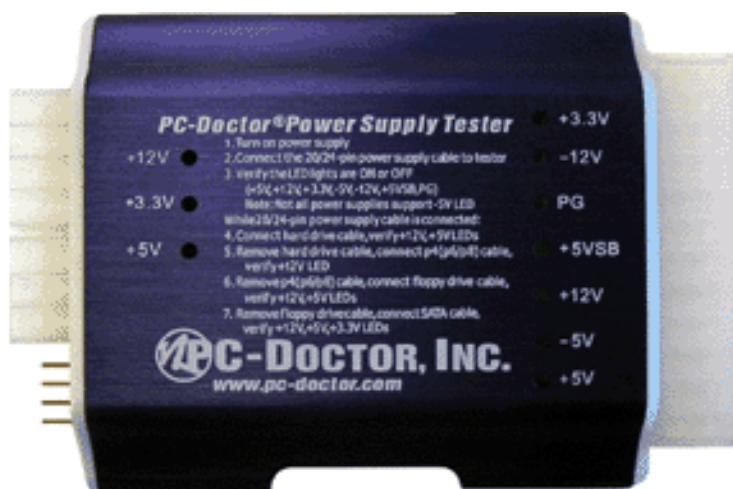 PC-Doctor® Power Supply Tester
1. Turn on power supply
2. Connect the 20/24-pin power supply cable to tester
3. Verify the LED lights are ON or OFF
(+5V,+12V,+3.3V,-5V,-12V,+5VSB,PG)
Note: Not all power supplies support -5V LED
While 20/24-pin power supply cable is connected:
4. Connect hard drive cable, verify +12V,+5V LEDs
5. Remove hard drive cable, connect p4(p6/p8) cable,
verify +12V LED
6. Remove p4(p6/p8) cable, connect floppy drive cable,
verify +12V,+5V LEDs
7. Remove floppy drive cable, connect SATA cable,
verify +12V,+5V,+3.3V LEDs
PC-DOCTOR, INC.
www.pc-doctor.com
+12V
+3.3V
+5V
+3.3V
-12V
PG
+5VSB
+12V
-5V
+5V